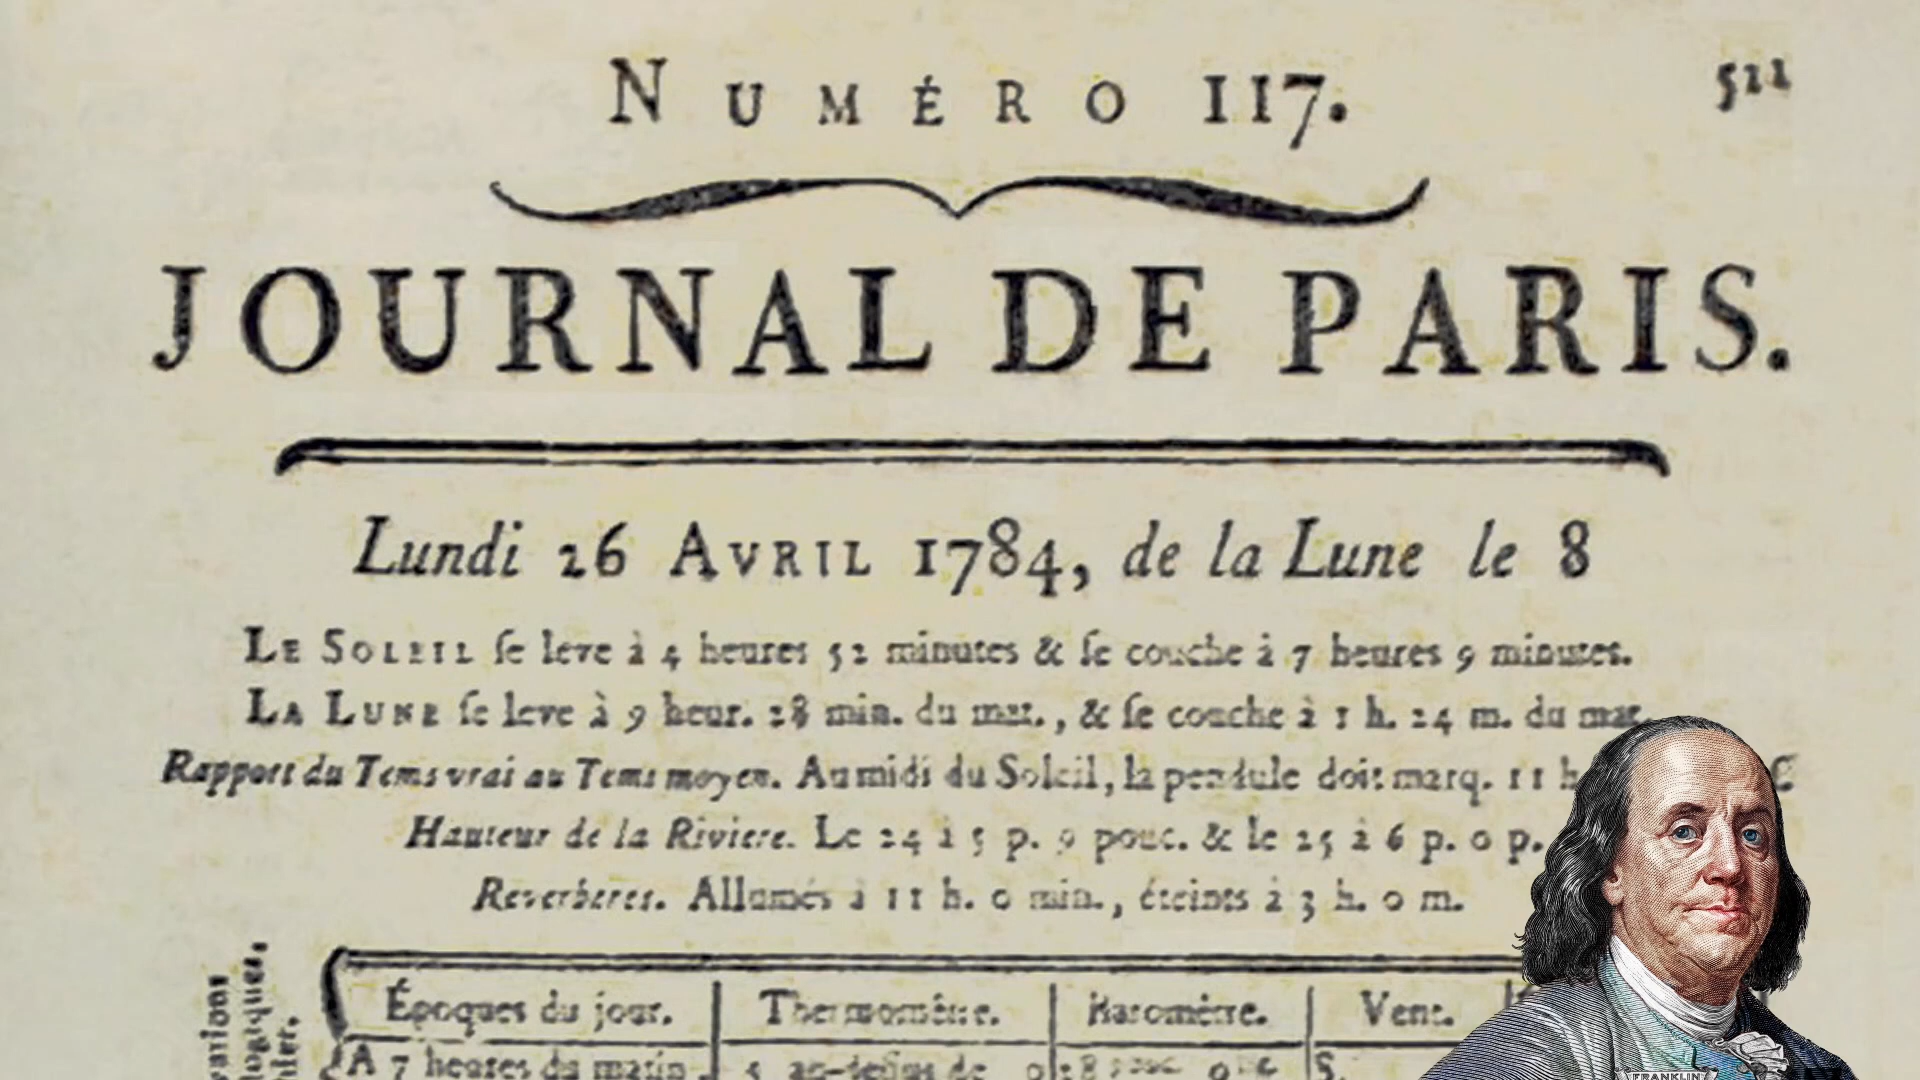 NUMÉRO 117.
511
JOURNAL DE PARIS.
Lundi 26 AVRIL 1784, de la Lune le 8
LE SOLEIL ſe leve à 4 heures 52 minutes & ſe couche à 7 heures 9 minutes.
LA LUNE ſe leve à 9 heur. 28 min. du mat., & ſe couche à 1 h. 24 m. du mat.
Rapport du Tems vrai au Tems moyen. Au midi du Soleil, la pendule doit marq. 11 h
Hauteur de la Riviere. Le 24 à 5 p. 9 pouc. & le 25 à 6 p. 0 p.
Reverberes. Allumés à 11 h. 0 min., éteints à 3 h. 0 m.
Époques du jour. Thermomètre. Baromètre. Vent.
A 7 heures du matin
FRANKLIN